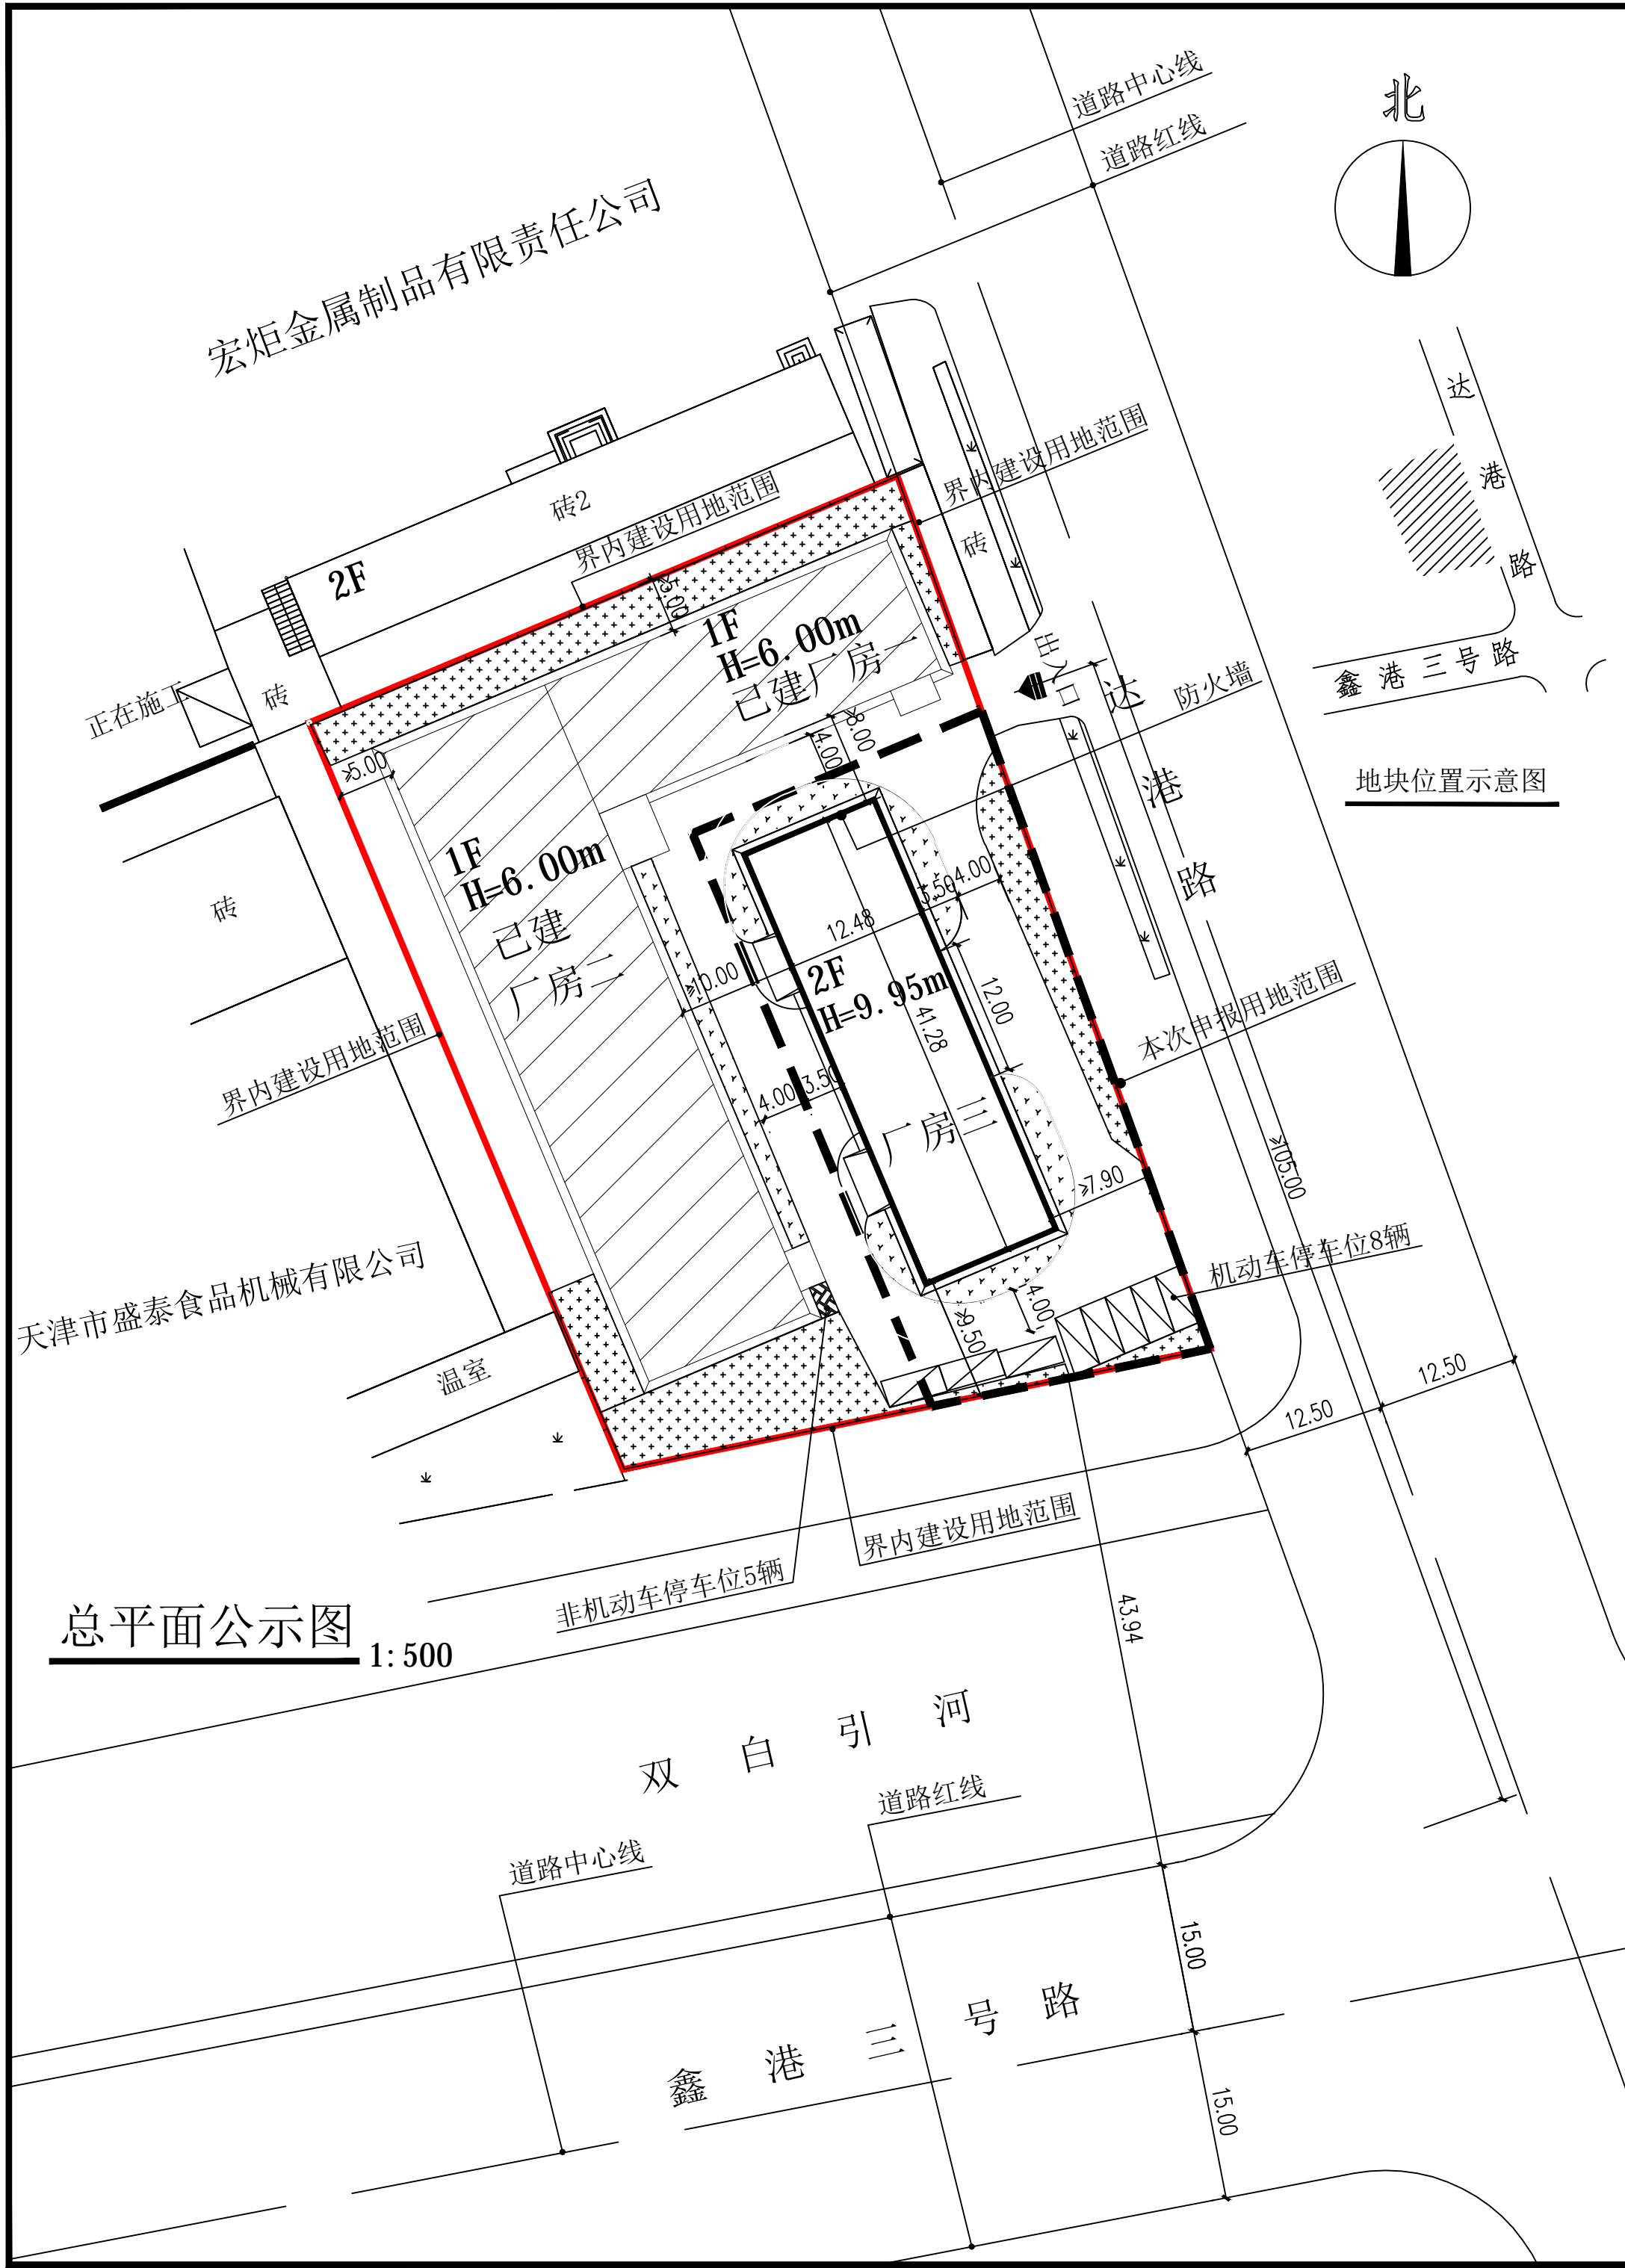 道路中心线
道路红线
北
宏炬金属制品有限责任公司
达
港
路
鑫港三号路
地块位置示意图
界内建设用地范围
砖2
界内建设用地范围
2F
砖
砖
正在施工
≥5.00
≥5.00
1F
H=6.00m
已建厂房一
出入口
达
港
路
防火墙
≥8.00
4.00
1F
H=6.00m
已建
厂房二
砖
12.48
3.50
4.00
≥10.00
2F
H=9.95m
41.28
12.00
厂房三
4.00
3.50
本次申报用地范围
界内建设用地范围
≥7.90
≤105.00
机动车停车位8辆
天津市盛泰食品机械有限公司
温室
≥9.50
4.00
12.50
12.50
界内建设用地范围
非机动车停车位5辆
总平面公示图
1:500
43.94
双白引河
道路红线
道路中心线
15.00
鑫港三号路
15.00